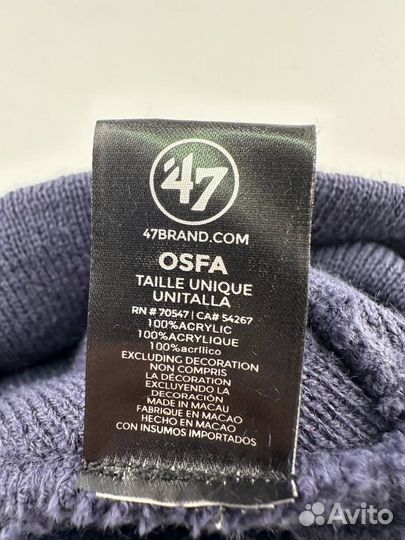 '47
47BRAND.COM
OSFA
TAILLE UNIQUE
UNITALLA
RN # 70547 | CA# 54267
100%ACRYLIC
100%ACRYLIQUE
100%acrílico
EXCLUDING DECORATION
NON COMPRIS
LA DÉCORATION
EXCLUYENDO LA
DECORACIÓN
MADE IN MACAU
FABRIQUE EN MACAO
HECHO EN MACAO
CON INSUMOS IMPORTADOS
Avito